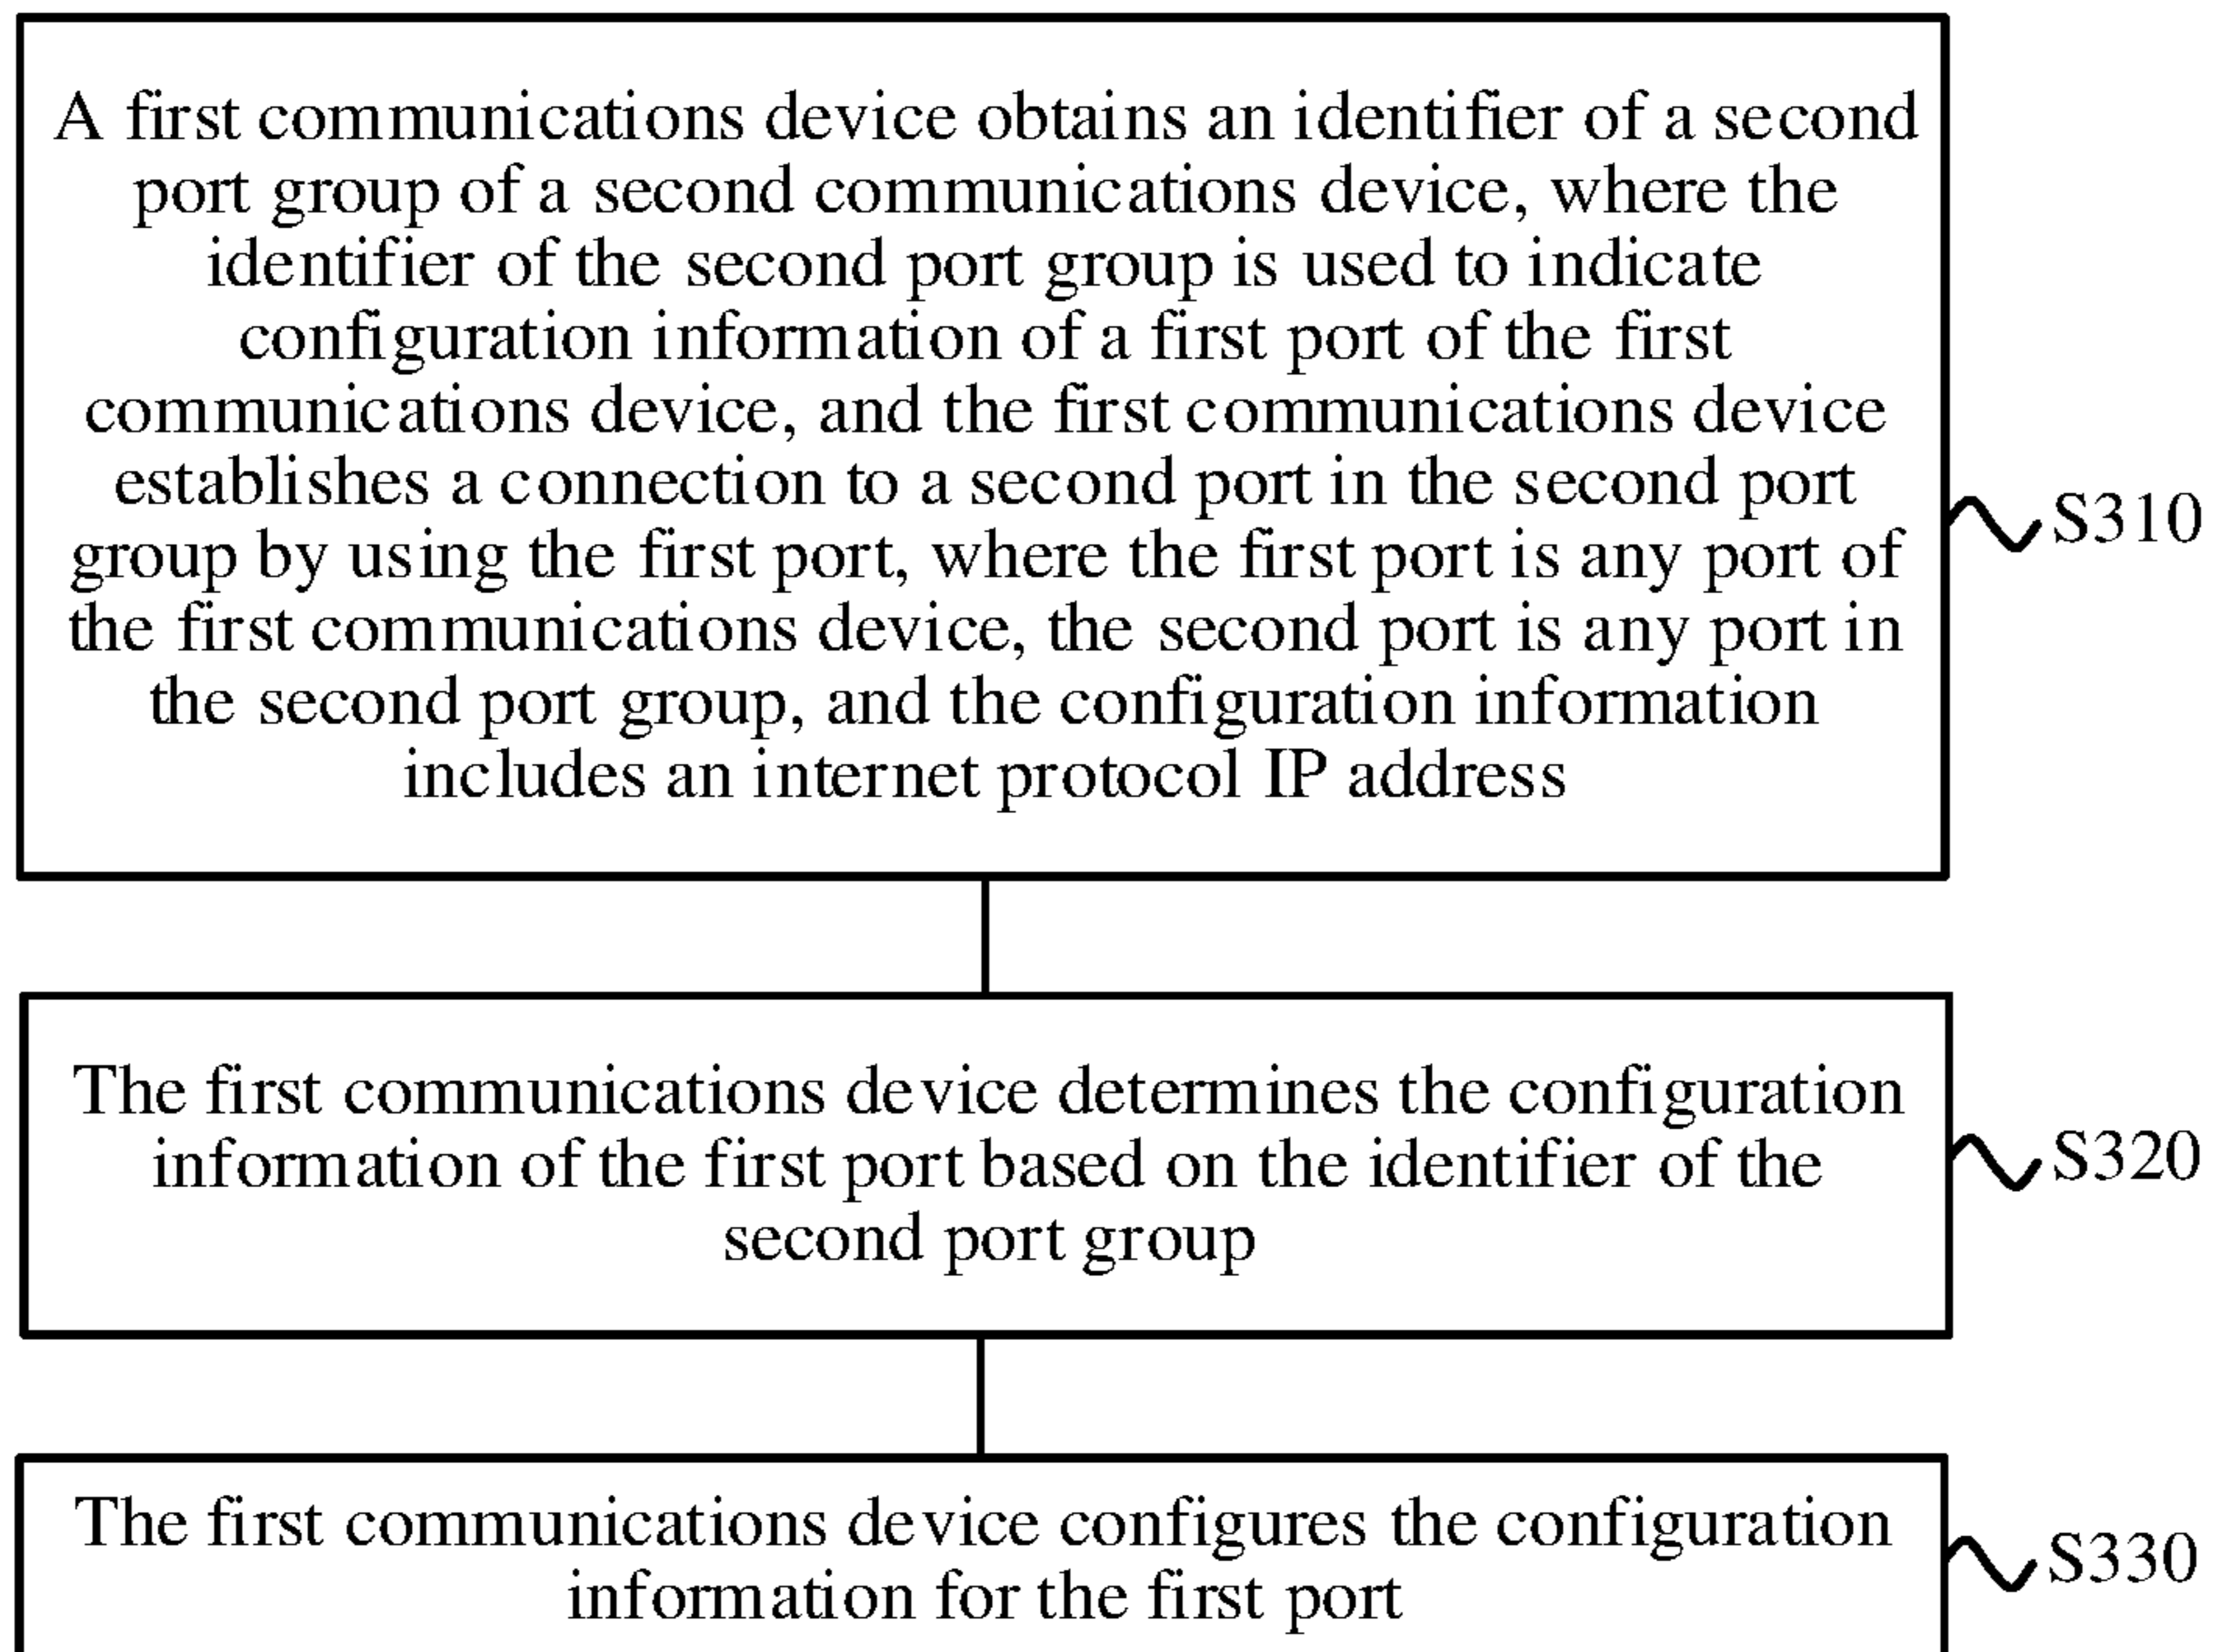 A first communications device obtains an identifier of a second
port group of a second communications device, where the
identifier of the second port group is used to indicate
configuration information of a first port of the first
communications device, and the first communications device
establishes a connection to a second port in the second port
group by using the first port, where the first port is any port of
the first communications device, the second port is any port in
the second port group, and the configuration information
includes an internet protocol IP address
S310
The first communications device determines the configuration
information of the first port based on the identifier of the
second port group
S320
The first communications device configures the configuration
information for the first port
S330